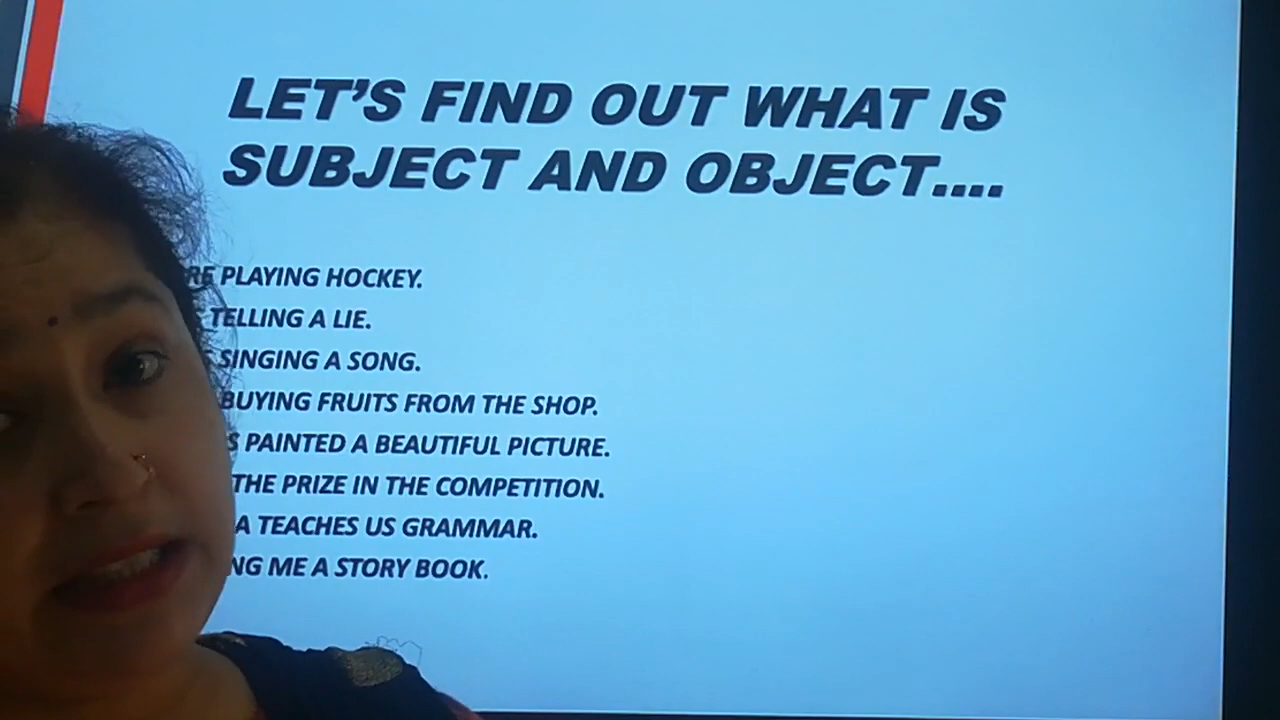 LET'S FIND OUT WHAT IS
SUBJECT AND OBJECT....
PLAYING HOCKEY.
TELLING A LIE.
SINGING A SONG.
BUYING FRUITS FROM THE SHOP.
PAINTED A BEAUTIFUL PICTURE.
THE PRIZE IN THE COMPETITION.
TEACHES US GRAMMAR.
ME A STORY BOOK.